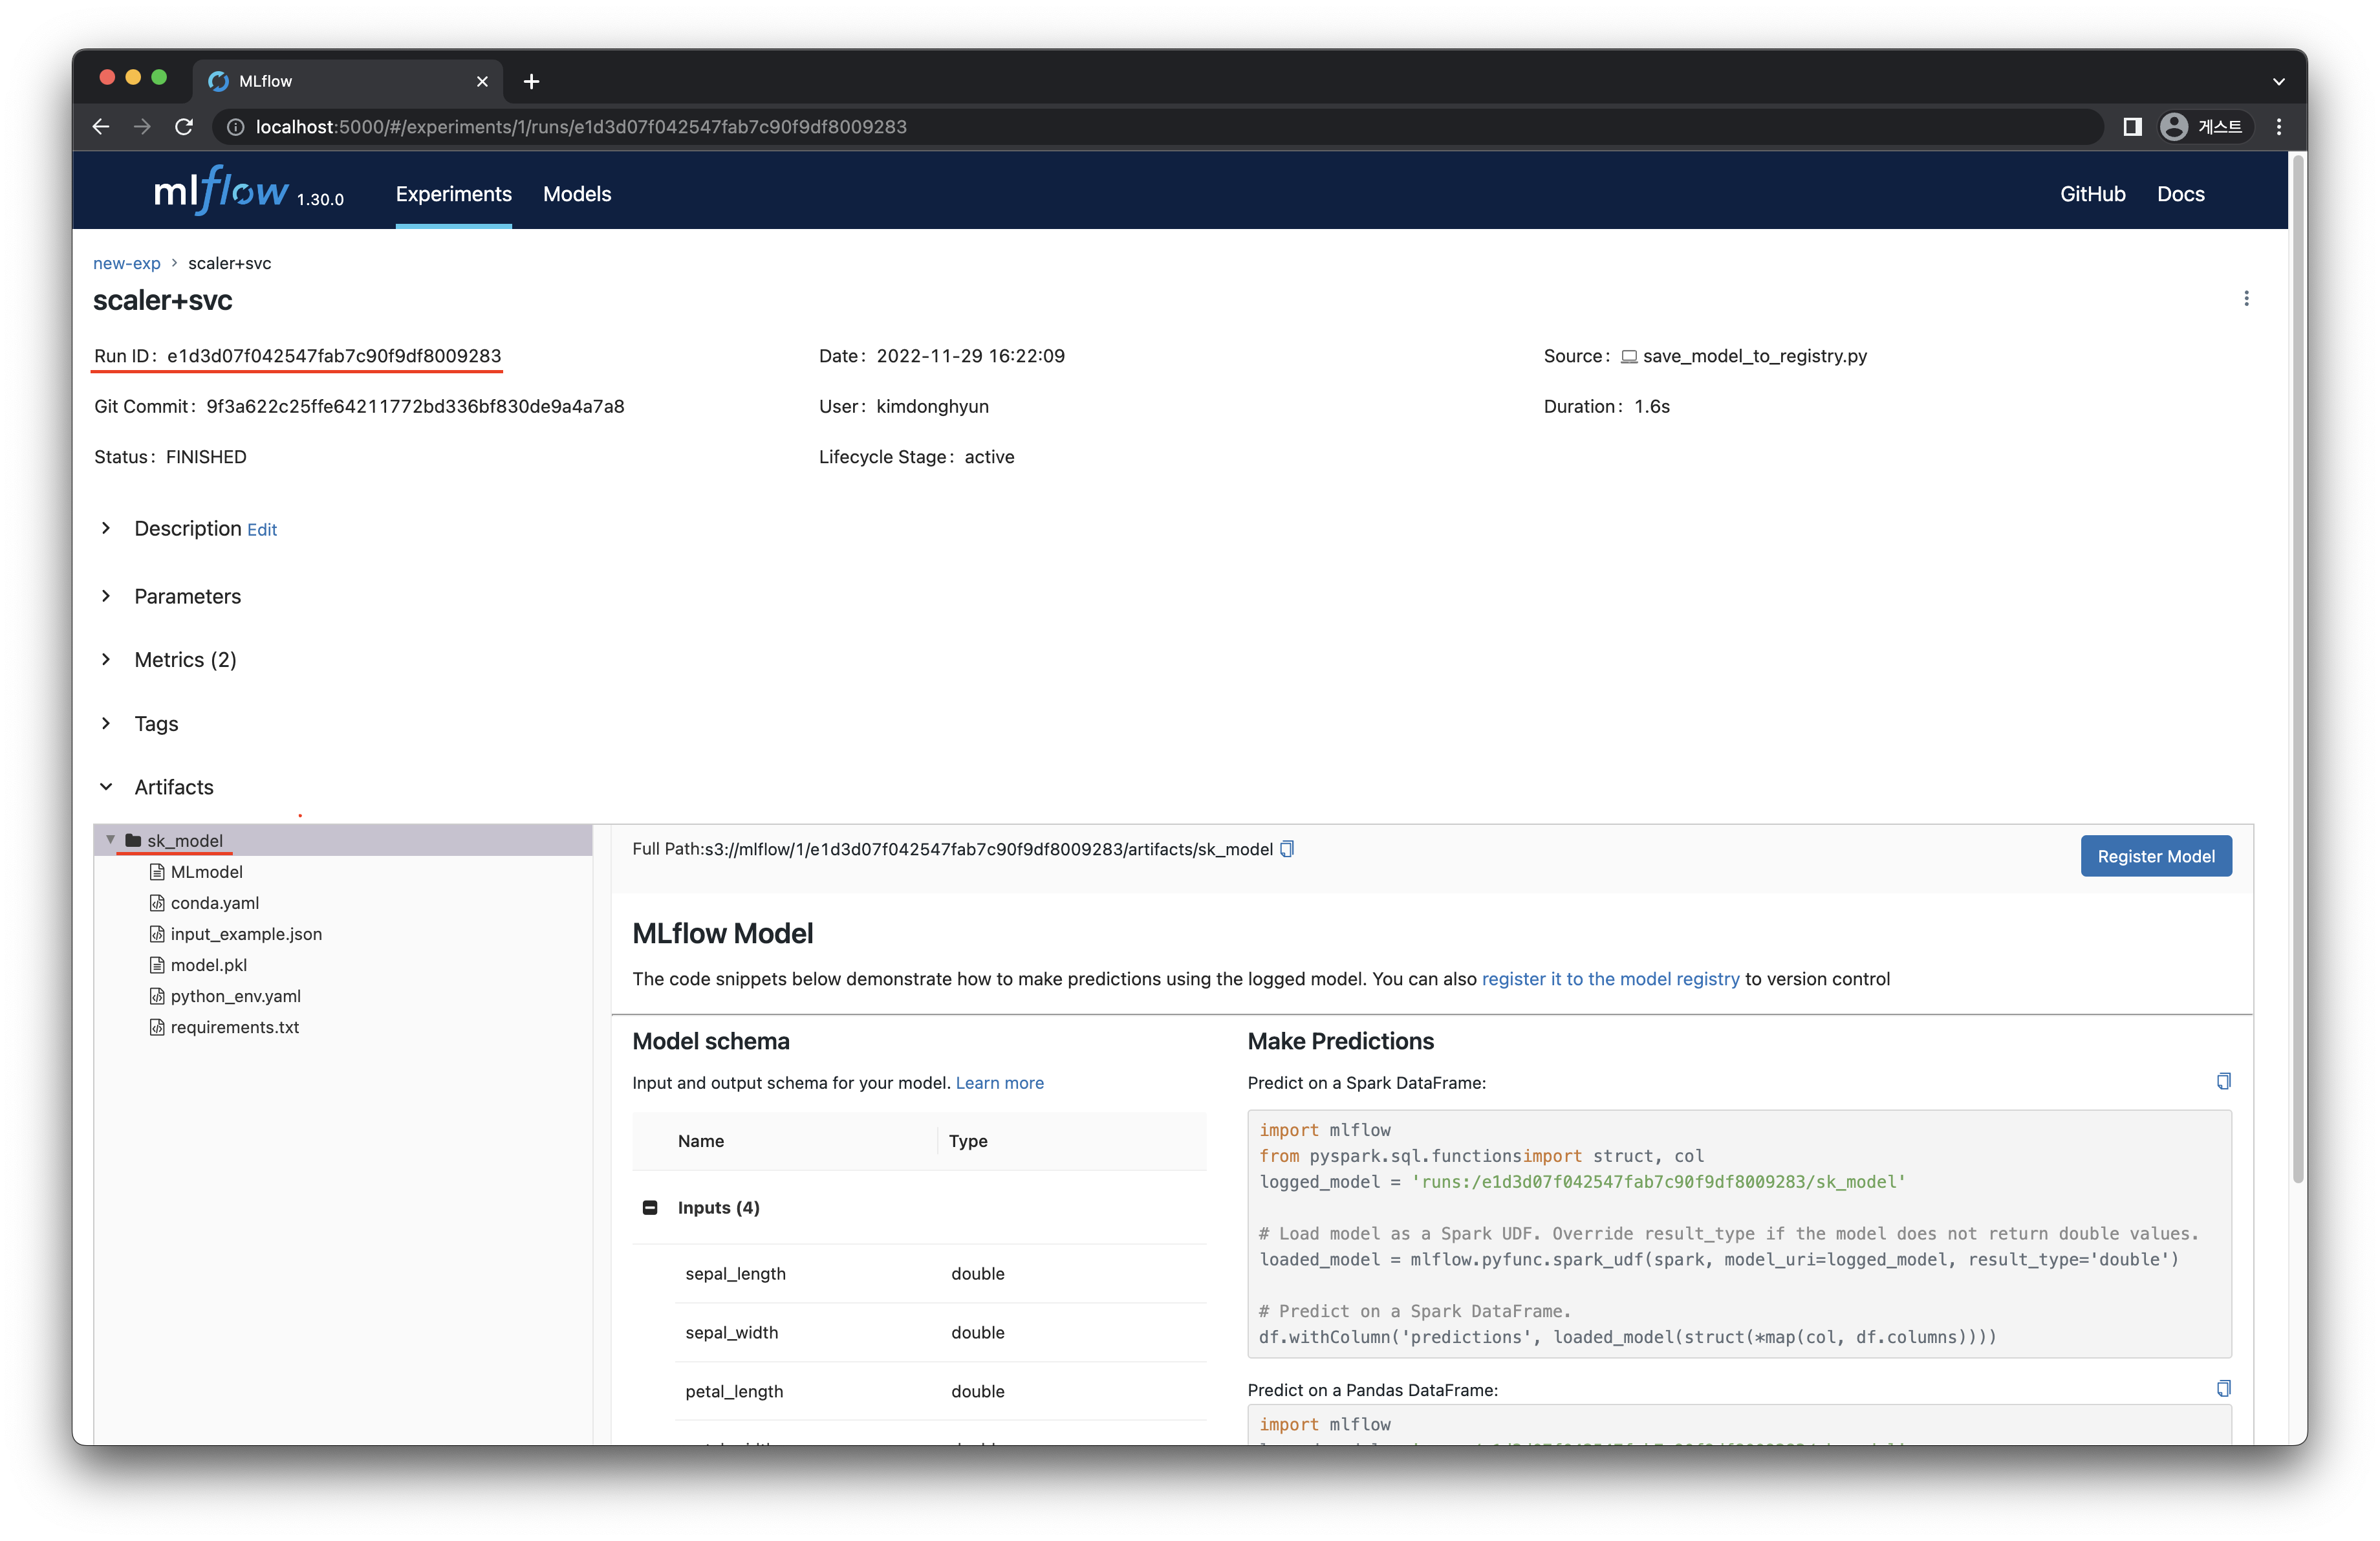 MLflow
localhost:5000/#/experiments/1/runs/e1d3d07f042547fab7c90f9df8009283
게스트
mlflow 1.30.0 Experiments Models GitHub Docs
new-exp > scaler+svc
scaler+svc
Run ID: e1d3d07f042547fab7c90f9df8009283 Date: 2022-11-29 16:22:09 Source: save_model_to_registry.py
Git Commit: 9f3a622c25ffe64211772bd336bf830de9a4a7a8 User: kimdonghyun Duration: 1.6s
Status: FINISHED Lifecycle Stage: active
Description Edit
Parameters
Metrics (2)
Tags
Artifacts
sk_model
MLmodel
conda.yaml
input_example.json
model.pkl
python_env.yaml
requirements.txt
Full Path:s3://mlflow/1/e1d3d07f042547fab7c90f9df8009283/artifacts/sk_model
Register Model
MLflow Model
The code snippets below demonstrate how to make predictions using the logged model. You can also register it to the model registry to version control
Model schema
Input and output schema for your model. Learn more
Name Type
Inputs (4)
sepal_length double
sepal_width double
petal_length double
Make Predictions
Predict on a Spark DataFrame:
import mlflow
from pyspark.sql.functionsimport struct, col
logged_model = 'runs:/e1d3d07f042547fab7c90f9df8009283/sk_model'
# Load model as a Spark UDF. Override result_type if the model does not return double values.
loaded_model = mlflow.pyfunc.spark_udf(spark, model_uri=logged_model, result_type='double')
# Predict on a Spark DataFrame.
df.withColumn('predictions', loaded_model(struct(*map(col, df.columns))))
Predict on a Pandas DataFrame:
import mlflow